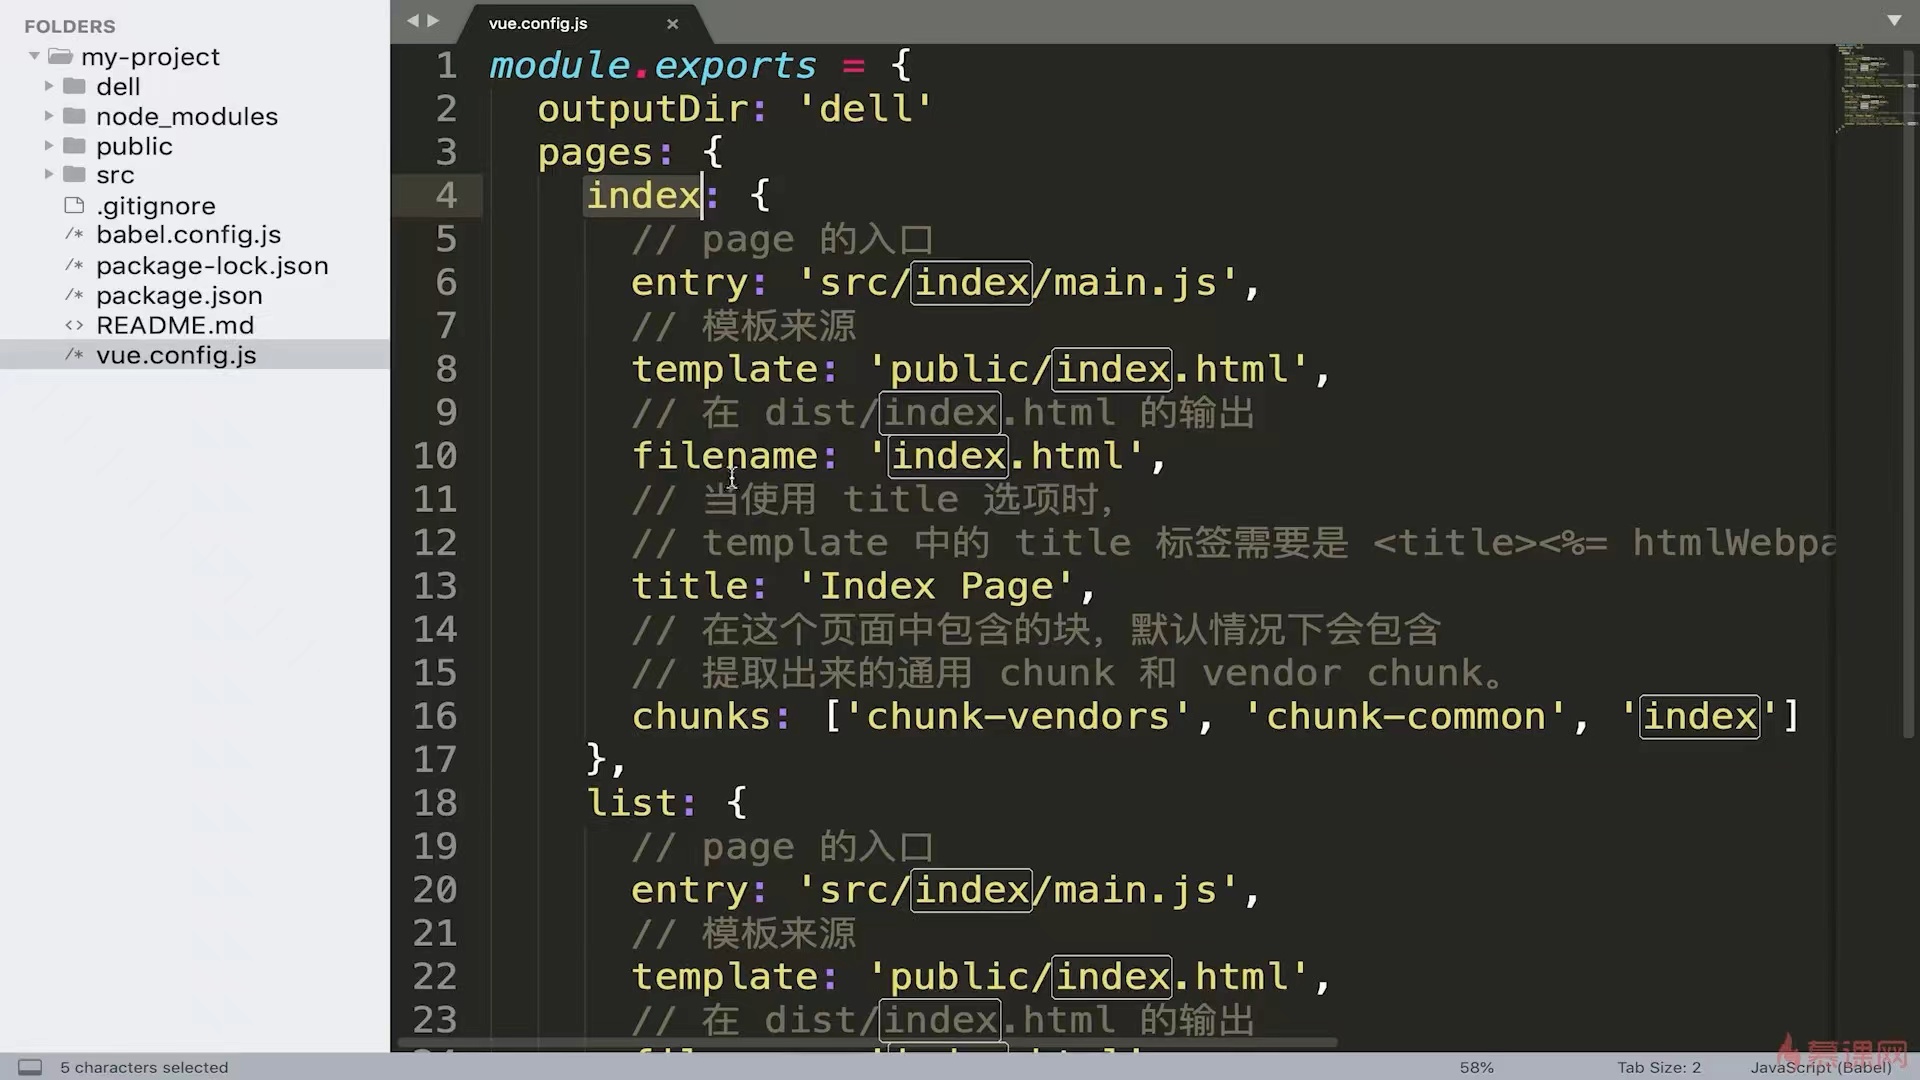 FOLDERS
my-project
dell
node_modules
public
src
.gitignore
babel.config.js
package-lock.json
package.json
README.md
vue.config.js
vue.config.js
1 module.exports = {
2 outputDir: 'dell'
3 pages: {
4 index: {
5 // page 的入口
6 entry: 'src/index/main.js',
7 // 模板来源
8 template: 'public/index.html',
9 // 在 dist/index.html 的输出
10 filename: 'index.html',
11 // 当使用 title 选项时，
12 // template 中的 title 标签需要是 <title><%= htmlWebpa
13 title: 'Index Page',
14 // 在这个页面中包含的块，默认情况下会包含
15 // 提取出来的通用 chunk 和 vendor chunk。
16 chunks: ['chunk-vendors', 'chunk-common', 'index']
17 },
18 list: {
19 // page 的入口
20 entry: 'src/index/main.js',
21 // 模板来源
22 template: 'public/index.html',
23 // 在 dist/index.html 的输出
5 characters selected
58%
Tab Size: 2
JavaScript (Babel)
慕课网